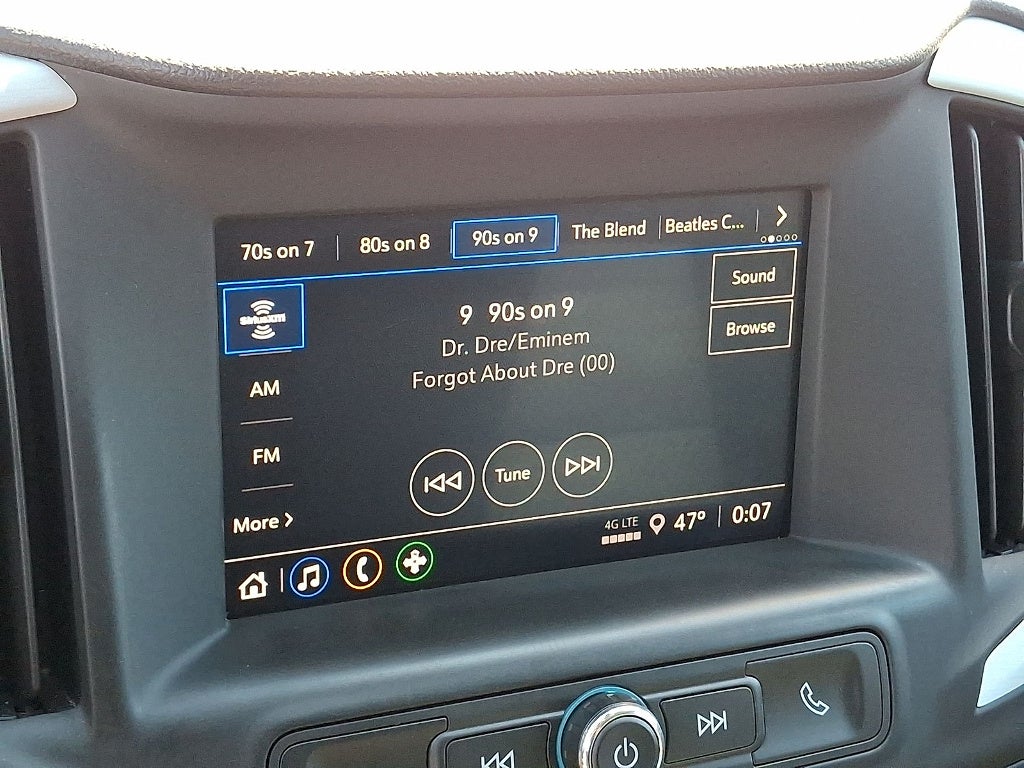 70s on 7
80s on 8
90s on 9
The Blend
Beatles C...
SiriusXM
AM
FM
More
9 90s on 9
Dr. Dre/Eminem
Forgot About Dre (00)
Tune
Sound
Browse
4G LTE
47°
0:07